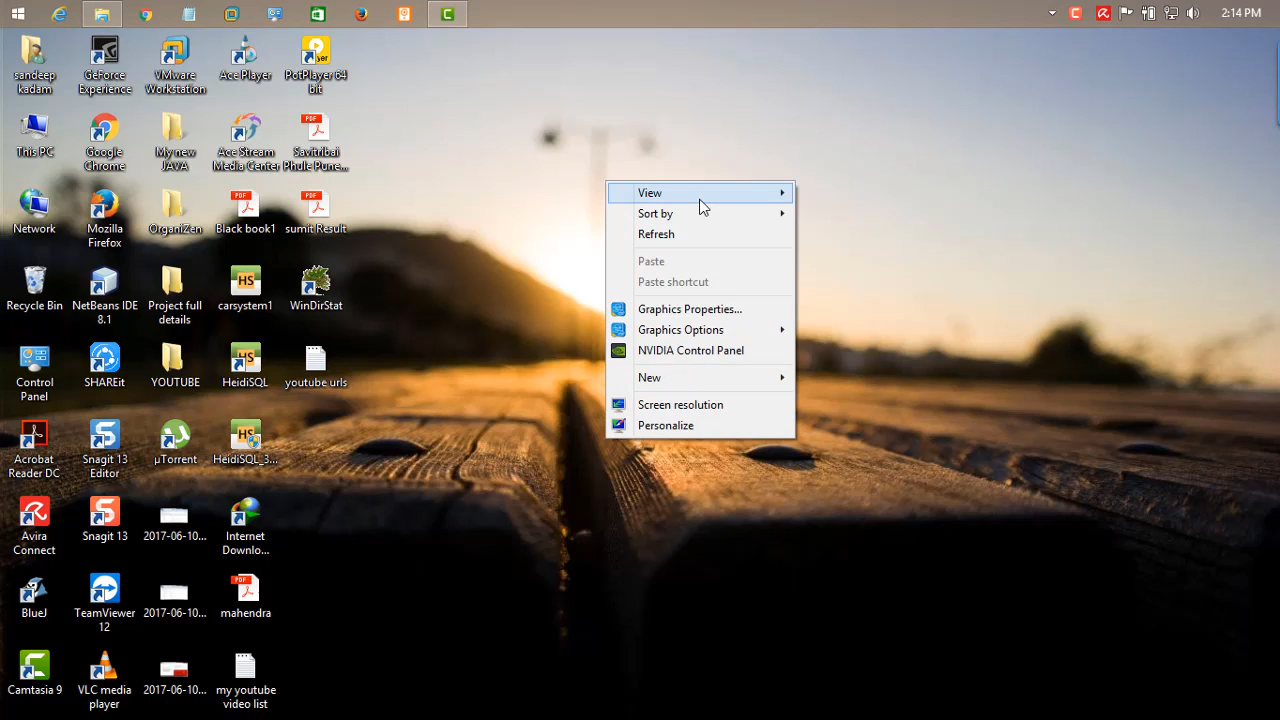 2:14 PM
sandeep
kadam
GeForce
Experience
VMware
Workstation
Ace Player
PotPlayer 64
bit
This PC
Google
Chrome
My new
JAVA
Ace Stream
Media Center
Savitribai
Phule Pune...
Network
Mozilla
Firefox
OrganiZen
Black book1
sumit Result
Recycle Bin
NetBeans IDE
8.1
Project full
details
carsystem1
WinDirStat
Control
Panel
SHAREit
YOUTUBE
HeidiSQL
youtube urls
Acrobat
Reader DC
Snagit 13
Editor
µTorrent
HeidiSQL_3...
Avira
Connect
Snagit 13
2017-06-10...
Internet
Downlo...
BlueJ
TeamViewer
12
2017-06-10...
mahendra
Camtasia 9
VLC media
player
2017-06-10...
my youtube
video list
View
Sort by
Refresh
Paste
Paste shortcut
Graphics Properties...
Graphics Options
NVIDIA Control Panel
New
Screen resolution
Personalize